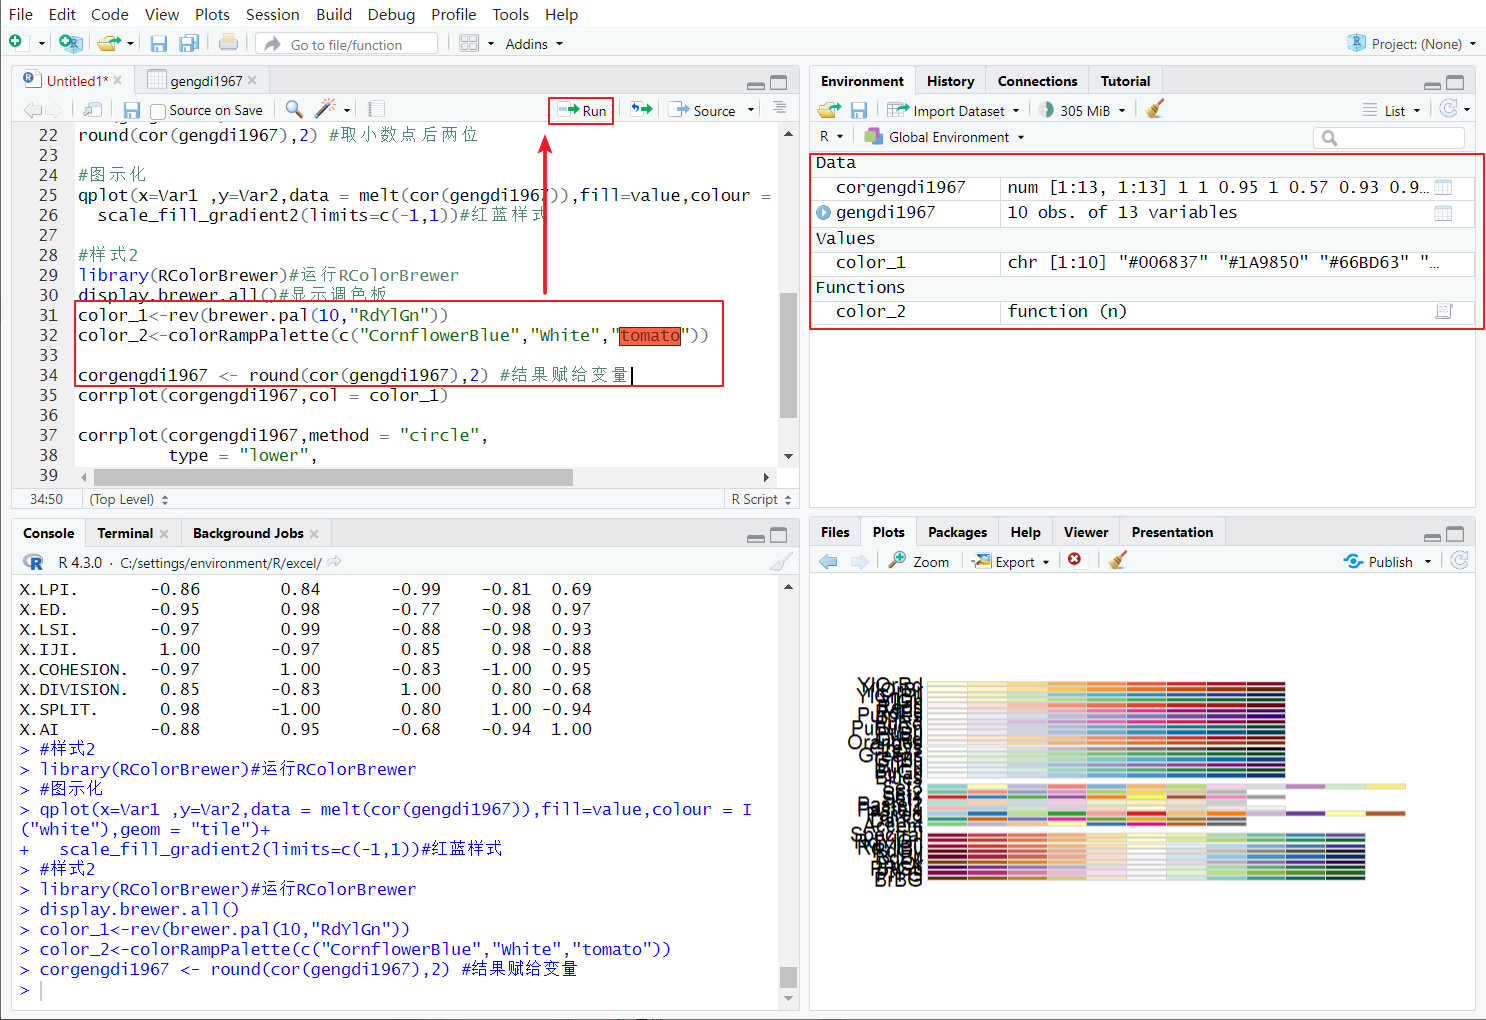 File Edit Code View Plots Session Build Debug Profile Tools Help
Go to file/function Addins Project: (None)
Untitled1* gengdi1967
Source on Save Run Source
22 round(cor(gengdi1967),2) #取小数点后两位
23
24 #图示化
25 qplot(x=Var1 ,y=Var2,data = melt(cor(gengdi1967)),fill=value,colour =
26 scale_fill_gradient2(limits=c(-1,1))#红蓝样式
27
28 #样式2
29 library(RColorBrewer)#运行RColorBrewer
30 display.brewer.all()#显示调色板
31 color_1<-rev(brewer.pal(10,"RdYlGn"))
32 color_2<-colorRampPalette(c("CornflowerBlue","White","tomato"))
33
34 corgengdi1967 <- round(cor(gengdi1967),2) #结果赋给变量
35 corrplot(corgengdi1967,col = color_1)
36
37 corrplot(corgengdi1967,method = "circle",
38 type = "lower",
39
34:50 (Top Level) R Script
Console Terminal Background Jobs
R 4.3.0 · C:/settings/environment/R/excel/
X.LPI. -0.86 0.84 -0.99 -0.81 0.69
X.ED. -0.95 0.98 -0.77 -0.98 0.97
X.LSI. -0.97 0.99 -0.88 -0.98 0.93
X.IJI. 1.00 -0.97 0.85 0.98 -0.88
X.COHESION. -0.97 1.00 -0.83 -1.00 0.95
X.DIVISION. 0.85 -0.83 1.00 0.80 -0.68
X.SPLIT. 0.98 -1.00 0.80 1.00 -0.94
X.AI -0.88 0.95 -0.68 -0.94 1.00
> #样式2
> library(RColorBrewer)#运行RColorBrewer
> #图示化
> qplot(x=Var1 ,y=Var2,data = melt(cor(gengdi1967)),fill=value,colour = I
("white"),geom = "tile")+
+ scale_fill_gradient2(limits=c(-1,1))#红蓝样式
> #样式2
> library(RColorBrewer)#运行RColorBrewer
> display.brewer.all()
> color_1<-rev(brewer.pal(10,"RdYlGn"))
> color_2<-colorRampPalette(c("CornflowerBlue","White","tomato"))
> corgengdi1967 <- round(cor(gengdi1967),2) #结果赋给变量
>
Environment History Connections Tutorial
Import Dataset 305 MiB List
R Global Environment
Data
corgengdi1967 num [1:13, 1:13] 1 1 0.95 1 0.57 0.93 0.9...
gengdi1967 10 obs. of 13 variables
Values
color_1 chr [1:10] "#006837" "#1A9850" "#66BD63" "...
Functions
color_2 function (n)
Files Plots Packages Help Viewer Presentation
Zoom Export Publish
YlOrRd
BrBG